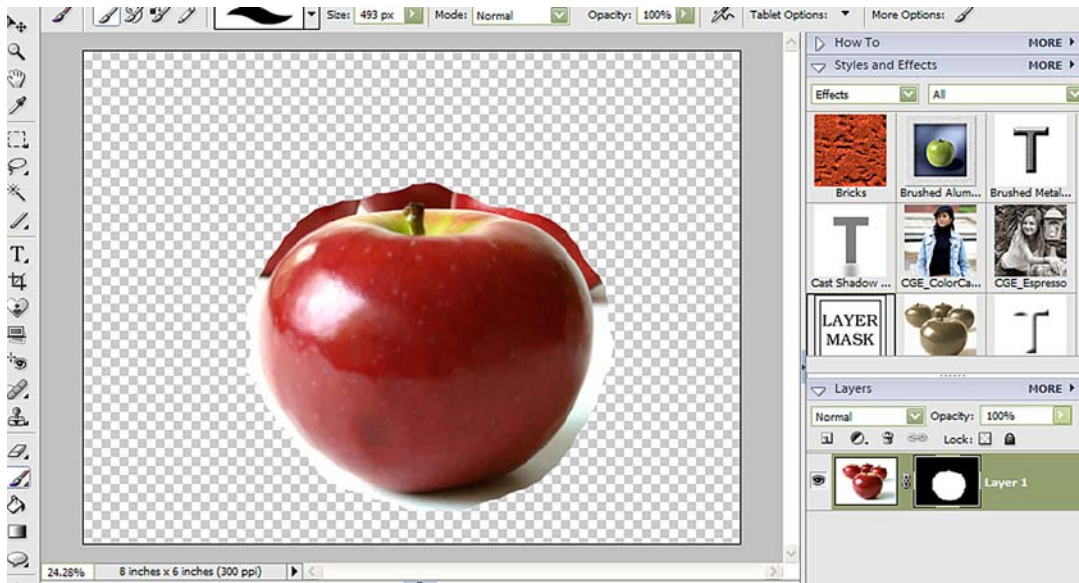 Size: 493 px Mode: Normal Opacity: 100% Tablet Options: More Options:
How To MORE
Styles and Effects MORE
Effects All
T
Bricks Brushed Alum... Brushed Metal...
T
Cast Shadow ... CGE_ColorCa... CGE_Espresso
LAYER
MASK
T
Layers MORE
Normal Opacity: 100%
Lock:
Layer 1
T
24.28% 8 inches x 6 inches (300 ppi)